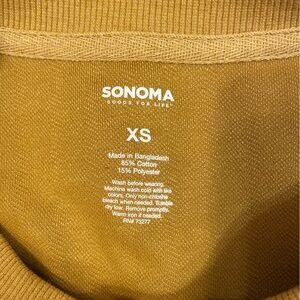 SONOMA
GOODS FOR LIFE
XS
Made in Bangladesh
85% Cotton
15% Polyester
Wash before wearing.
Machine wash cold with like
colors. Only non-chlorine
bleach when needed. Tumble
dry low. Remove promptly.
Warm iron if needed.
RN# 73277